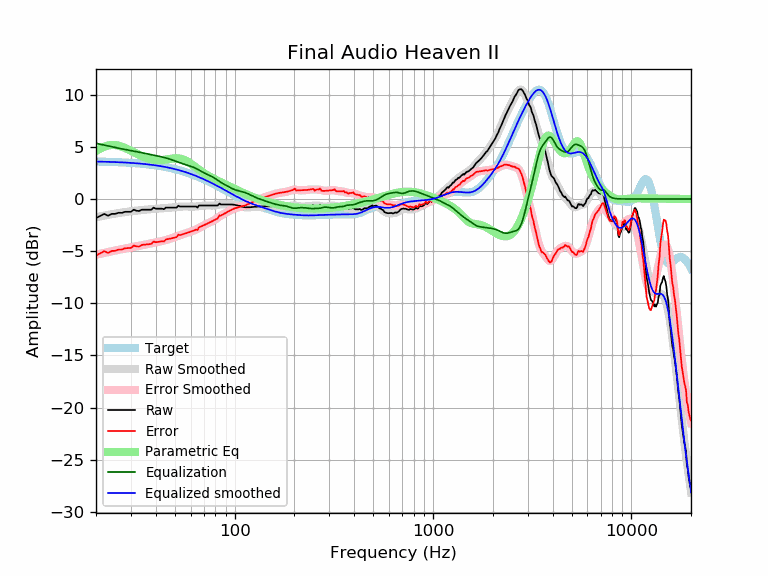 Final Audio Heaven II
Amplitude (dBr)
10
5
0
−5
−10
−15
−20
−25
−30
Target
Raw Smoothed
Error Smoothed
Raw
Error
Parametric Eq
Equalization
Equalized smoothed
100
1000
10000
Frequency (Hz)